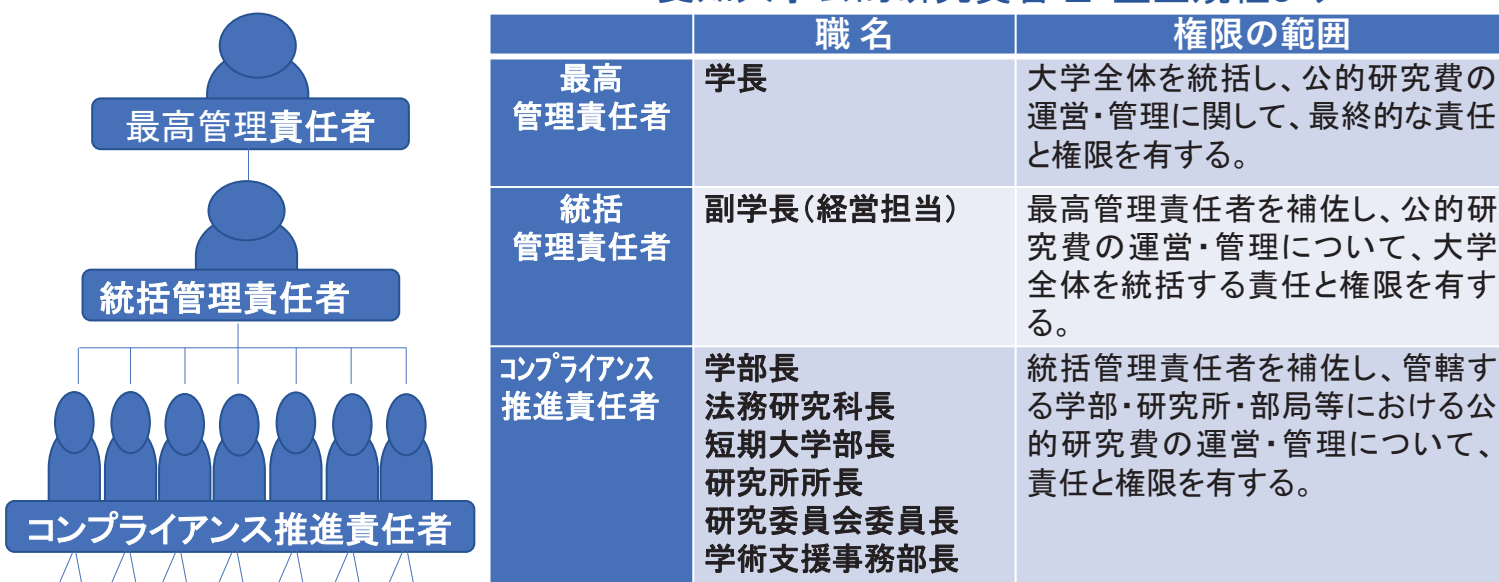 最高管理責任者
統括管理責任者
コンプライアンス推進責任者
職 名
権限の範囲
最高
管理責任者
学長
大学全体を統括し、公的研究費の
運営・管理に関して、最終的な責任
と権限を有する。
統括
管理責任者
副学長(経営担当)
最高管理責任者を補佐し、公的研
究費の運営・管理について、大学
全体を統括する責任と権限を有す
る。
コンプライアンス
推進責任者
学部長
法務研究科長
短期大学部長
研究所所長
研究委員会委員長
学術支援事務部長
統括管理責任者を補佐し、管轄す
る学部・研究所・部局等における公
的研究費の運営・管理について、
責任と権限を有する。